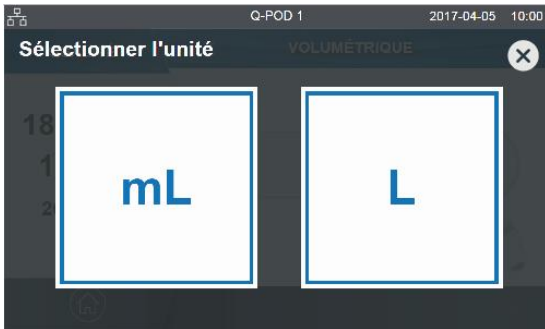 Q-POD 1 2017-04-05 10:00
Sélectionner l'unité VOLUMÉTRIQUE
mL L